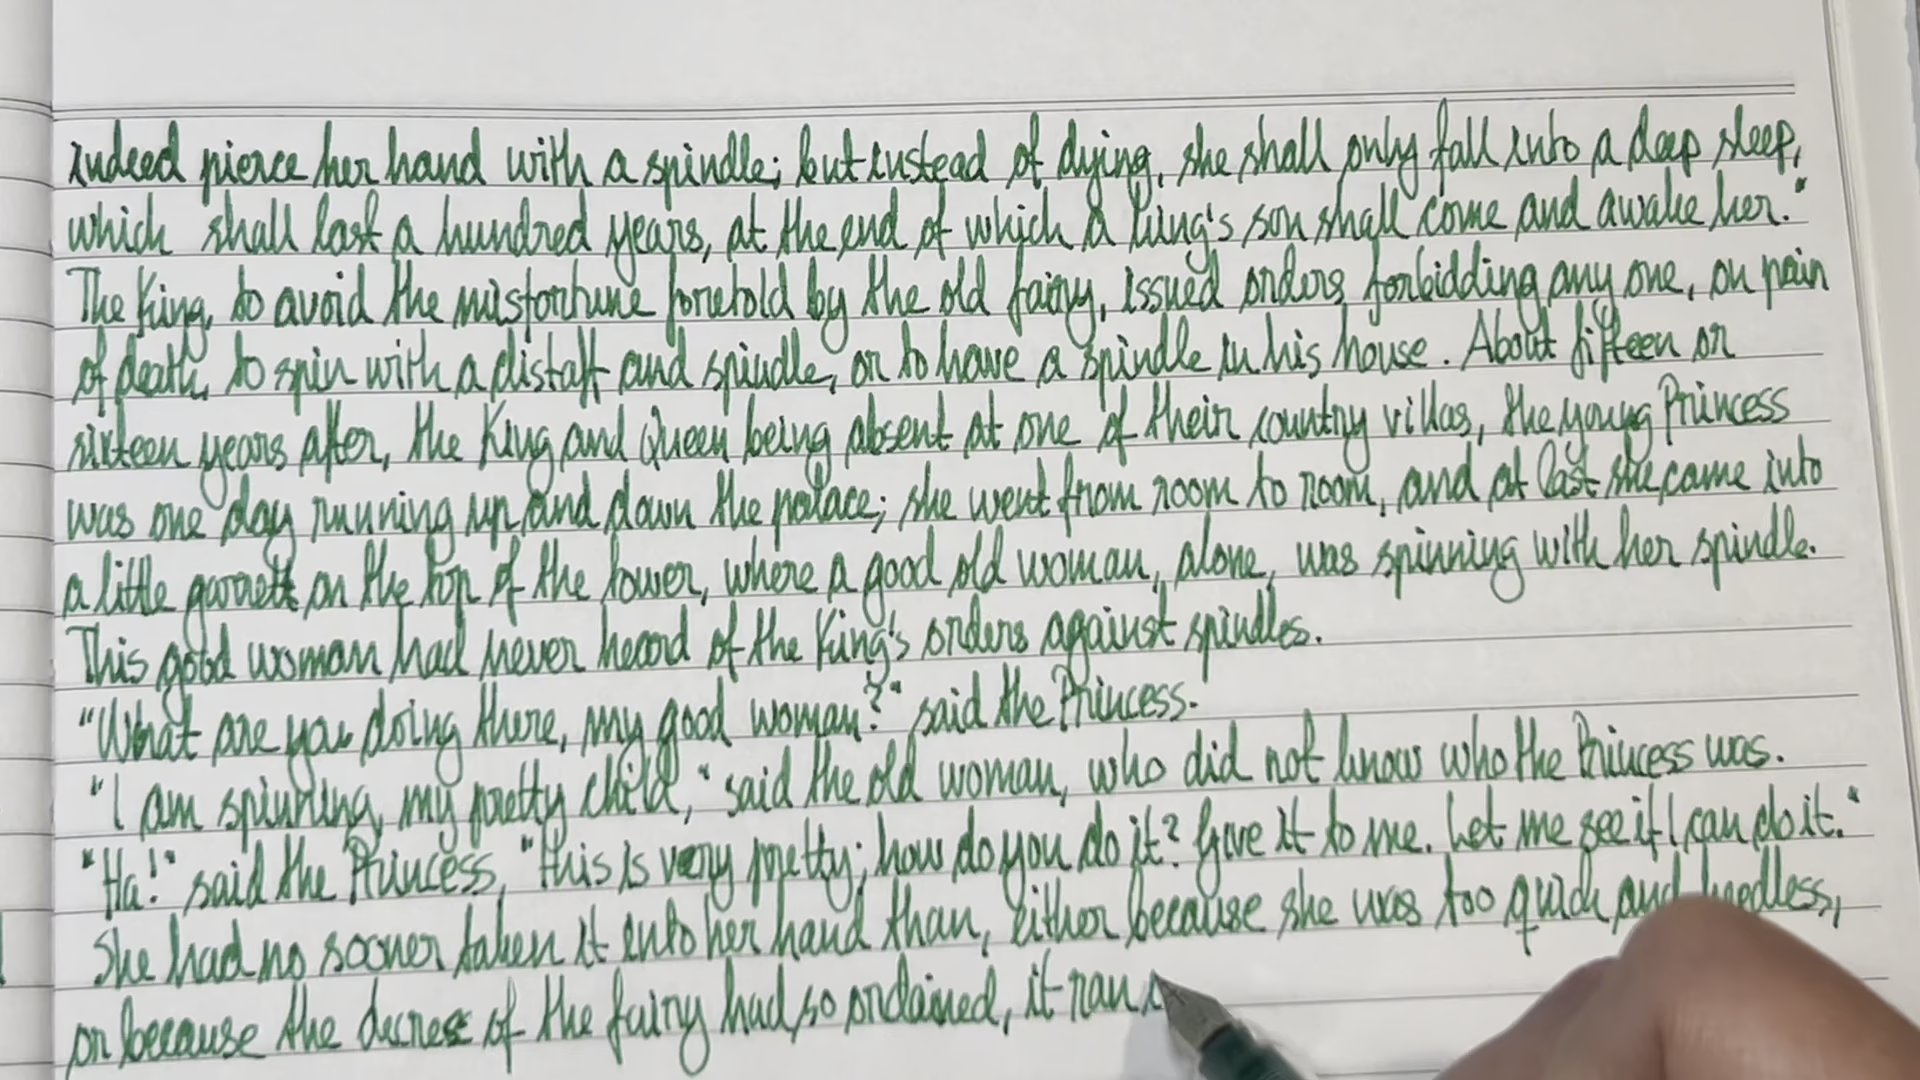 indeed pierce her hand with a spindle; but instead of dying, she shall only fall into a deep sleep,
which shall last a hundred years, at the end of which a king's son shall come and awake her."
The King, to avoid the misfortune foretold by the old fairy, issued orders forbidding any one, on pain
of death, to spin with a distaff and spindle, or to have a spindle in his house. About fifteen or
sixteen years after, the King and Queen being absent at one of their country villas, the young Princess
was one day running up and down the palace; she went from room to room, and at last she came into
a little garrett on the top of the tower, where a good old woman, alone, was spinning with her spindle.
This good woman had never heard of the King's orders against spindles.
"What are you doing there, my good woman?" said the Princess.
"I am spinning, my pretty child," said the old woman, who did not know who the Princess was.
"Ha!" said the Princess, "this is very pretty; how do you do it? Give it to me. Let me see if I can do it."
She had no sooner taken it into her hand than, either because she was too quick and heedless,
or because the decree of the fairy had so ordained, it ran